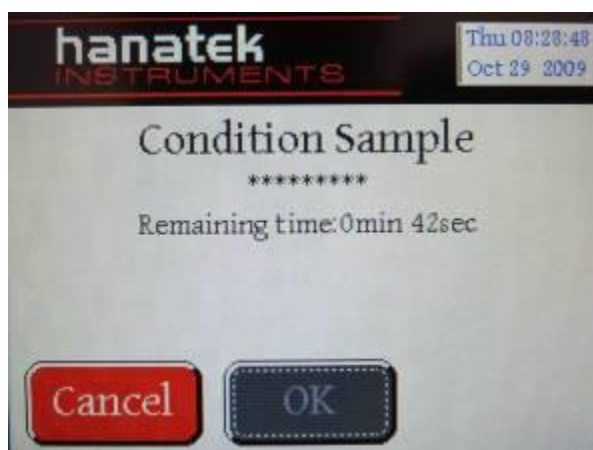 hanatek
INSTRUMENTS
Thu 08:28:48
Oct 29 2009
Condition Sample
*********
Remaining time:0min 42sec
Cancel
OK